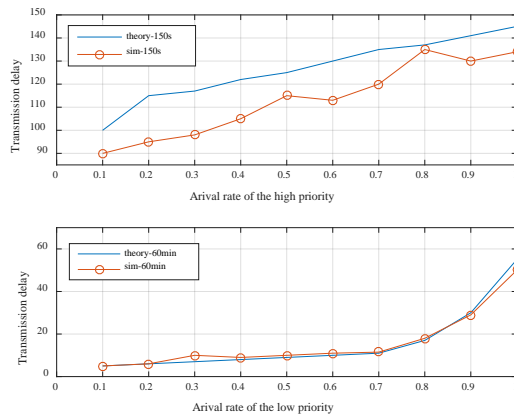 150
140
130
120
110
100
90
Transmission delay
theory-150s
sim-150s
0 0.1 0.2 0.3 0.4 0.5 0.6 0.7 0.8 0.9
Arival rate of the high priority
60
40
20
0
Transmission delay
theory-60min
sim-60min
0 0.1 0.2 0.3 0.4 0.5 0.6 0.7 0.8 0.9
Arival rate of the low priority